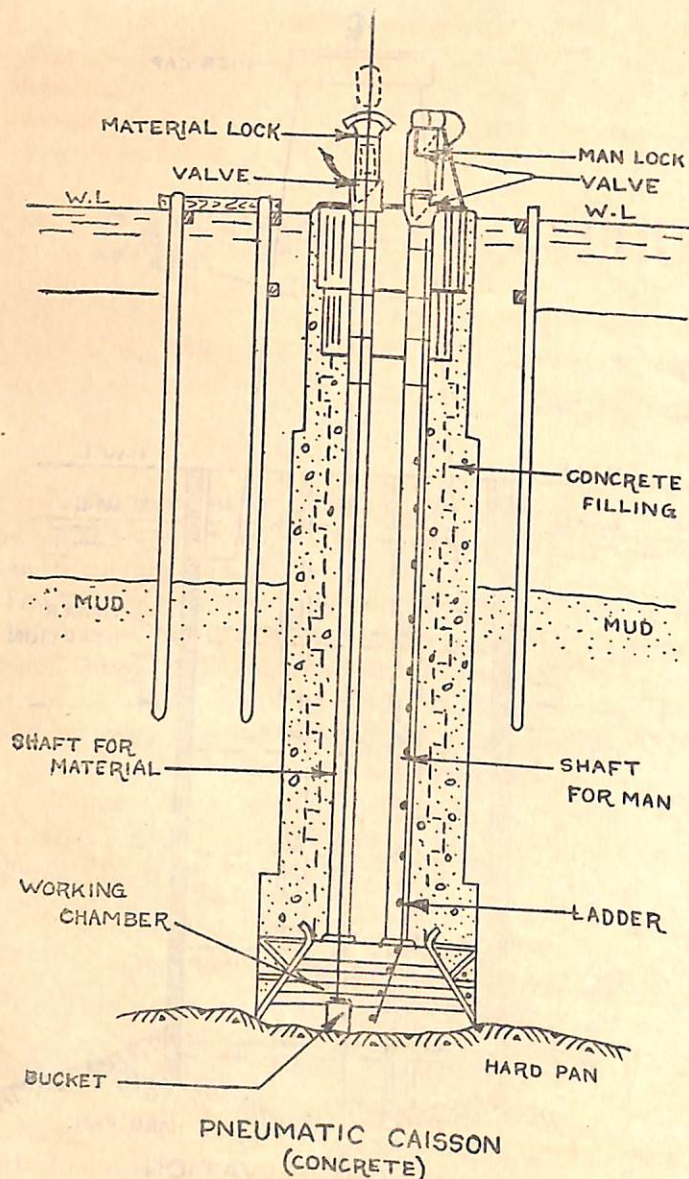 MATERIAL LOCK
VALVE
W.L
MAN LOCK
VALVE
W.L
CONCRETE
FILLING
MUD
MUD
SHAFT FOR
MATERIAL
SHAFT
FOR MAN
WORKING
CHAMBER
LADDER
BUCKET
HARD PAN
PNEUMATIC CAISSON
(CONCRETE)